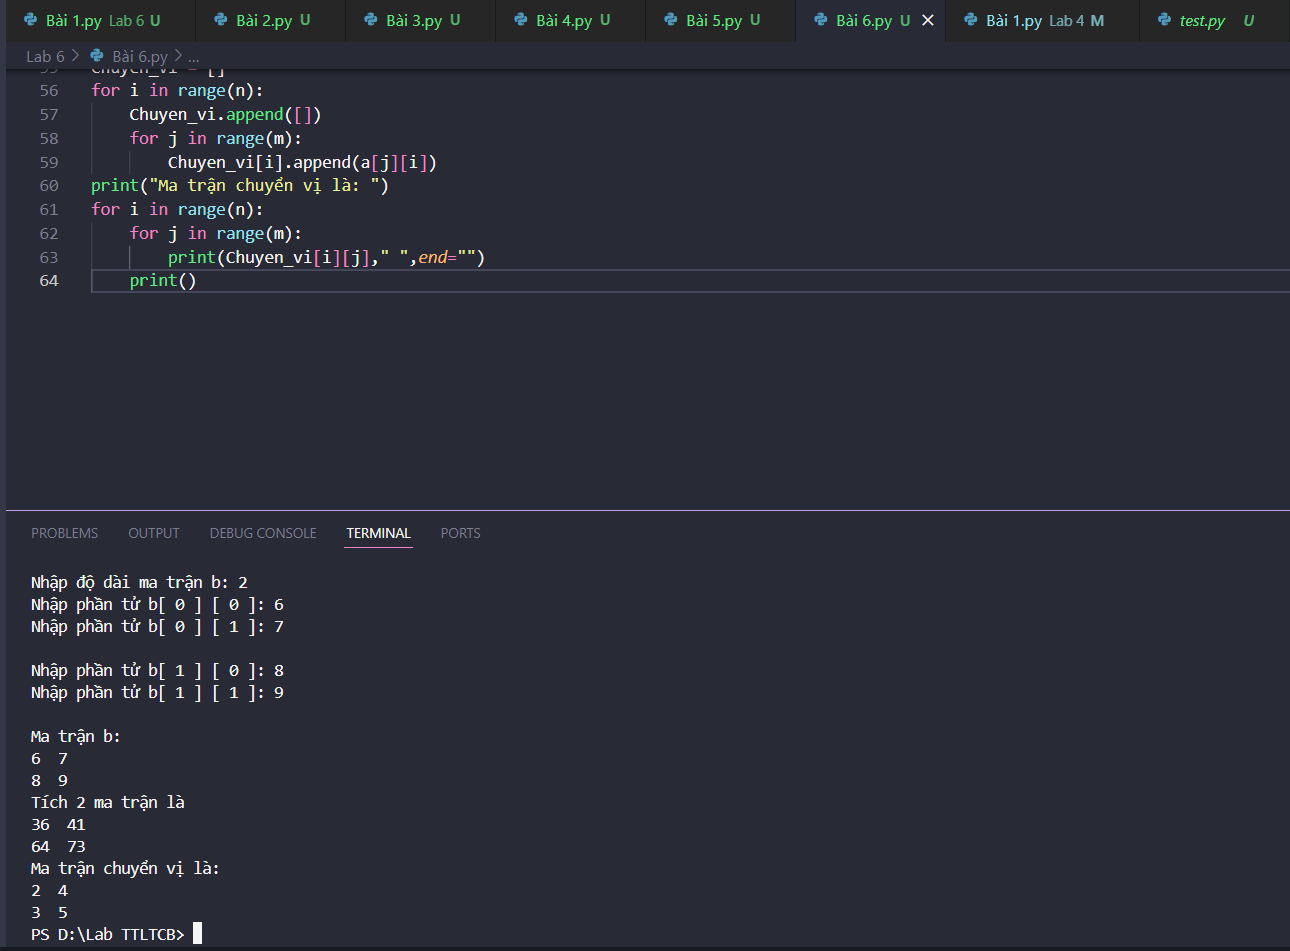 Bài 1.py Lab 6 U Bài 2.py U Bài 3.py U Bài 4.py U Bài 5.py U Bài 6.py U Bài 1.py Lab 4 M test.py U
Lab 6 > Bài 6.py > ...
55 Chuyen_vi = []
56 for i in range(n):
57 Chuyen_vi.append([])
58 for j in range(m):
59 Chuyen_vi[i].append(a[j][i])
60 print("Ma trận chuyển vị là: ")
61 for i in range(n):
62 for j in range(m):
63 print(Chuyen_vi[i][j]," ",end="")
64 print()
PROBLEMS OUTPUT DEBUG CONSOLE TERMINAL PORTS
Nhập độ dài ma trận b: 2
Nhập phần tử b[ 0 ] [ 0 ]: 6
Nhập phần tử b[ 0 ] [ 1 ]: 7
Nhập phần tử b[ 1 ] [ 0 ]: 8
Nhập phần tử b[ 1 ] [ 1 ]: 9
Ma trận b:
6 7
8 9
Tích 2 ma trận là
36 41
64 73
Ma trận chuyển vị là:
2 4
3 5
PS D:\Lab TTLTCB>